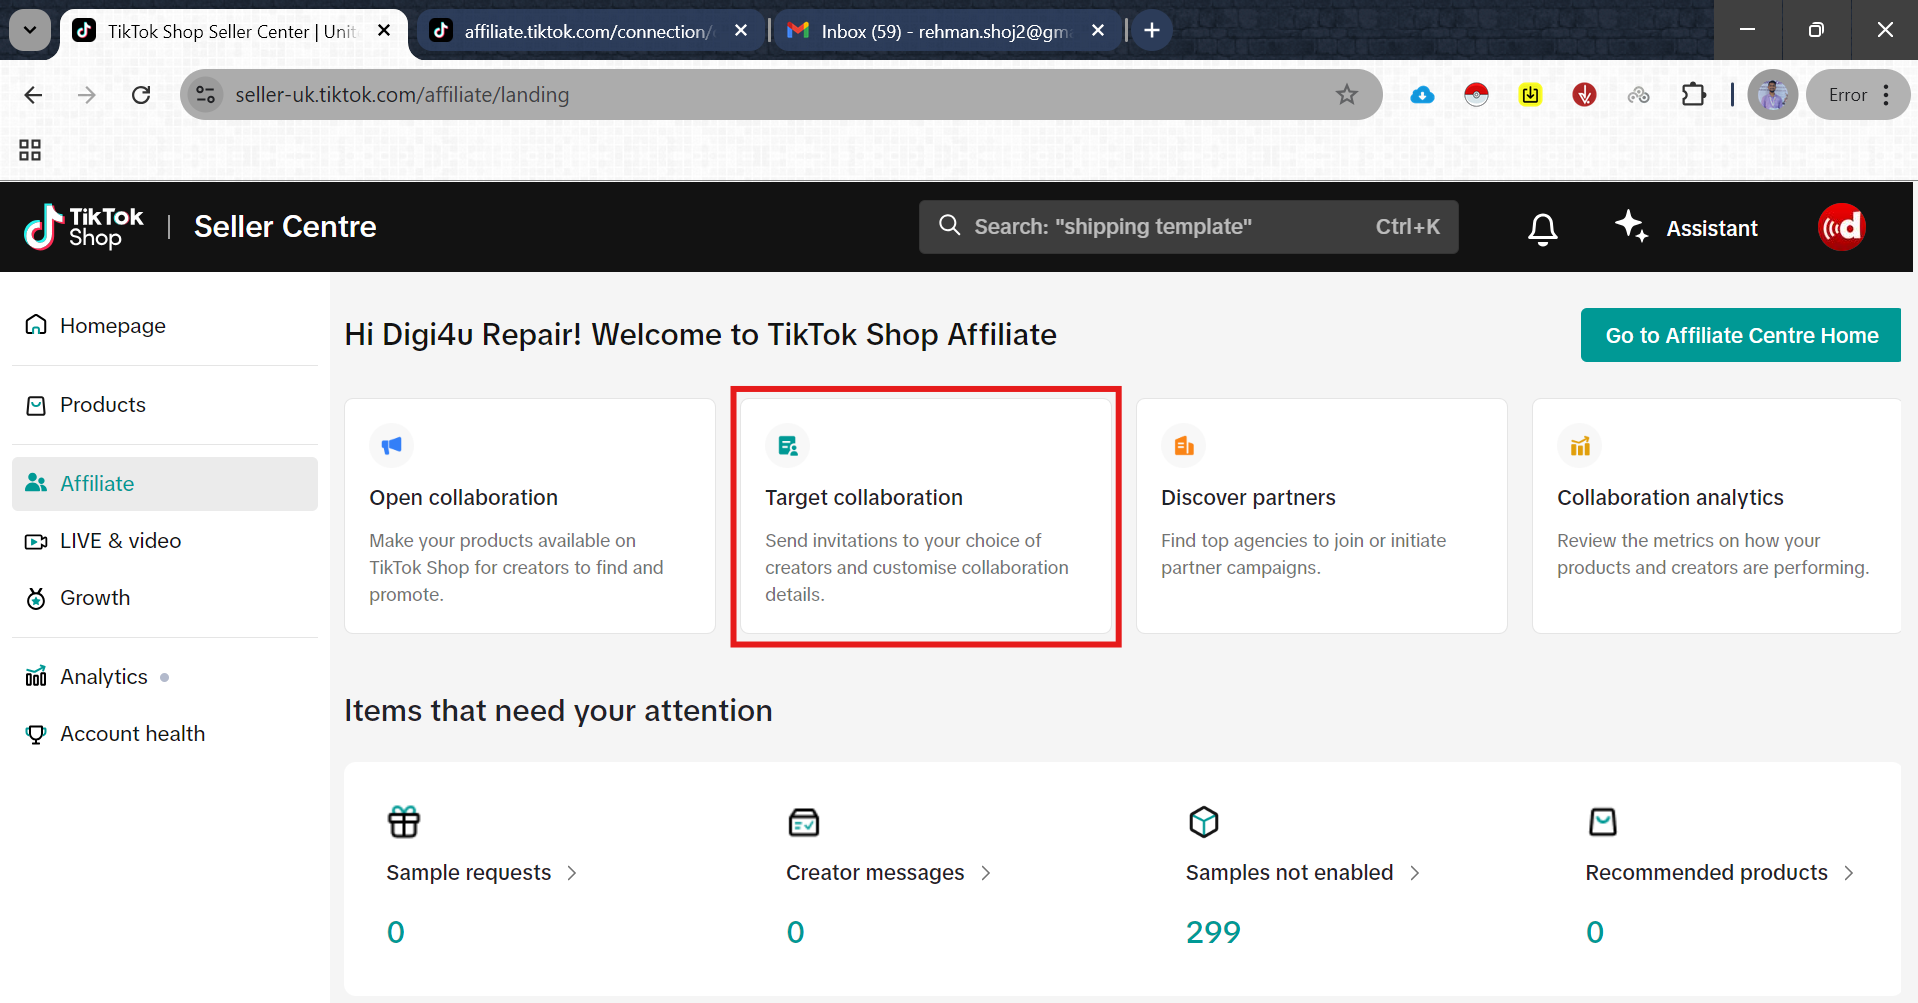 TikTok Shop Seller Center | Unit
affiliate.tiktok.com/connection/
Inbox (59) - rehman.shoj2@gm
seller-uk.tiktok.com/affiliate/landing
Error
TikTok Shop
Seller Centre
Search: "shipping template"
Ctrl+K
Assistant
d
Homepage
Products
Affiliate
LIVE & video
Growth
Analytics
Account health
Hi Digi4u Repair! Welcome to TikTok Shop Affiliate
Go to Affiliate Centre Home
Open collaboration
Make your products available on
TikTok Shop for creators to find and
promote.
Target collaboration
Send invitations to your choice of
creators and customise collaboration
details.
Discover partners
Find top agencies to join or initiate
partner campaigns.
Collaboration analytics
Review the metrics on how your
products and creators are performing.
Items that need your attention
Sample requests
0
Creator messages
0
Samples not enabled
299
Recommended products
0